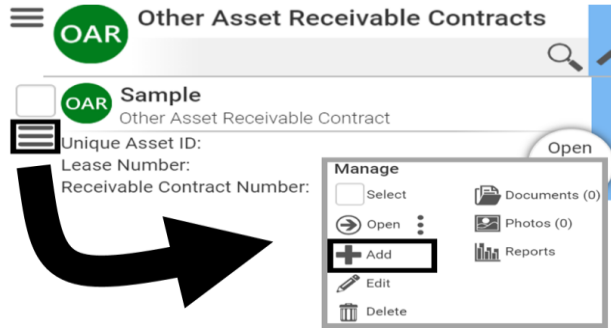 OAR Other Asset Receivable Contracts
OAR Sample
Other Asset Receivable Contract
Unique Asset ID:
Lease Number:
Receivable Contract Number:
Open
Manage
Select
Documents (0)
Open
Photos (0)
Add
Reports
Edit
Delete